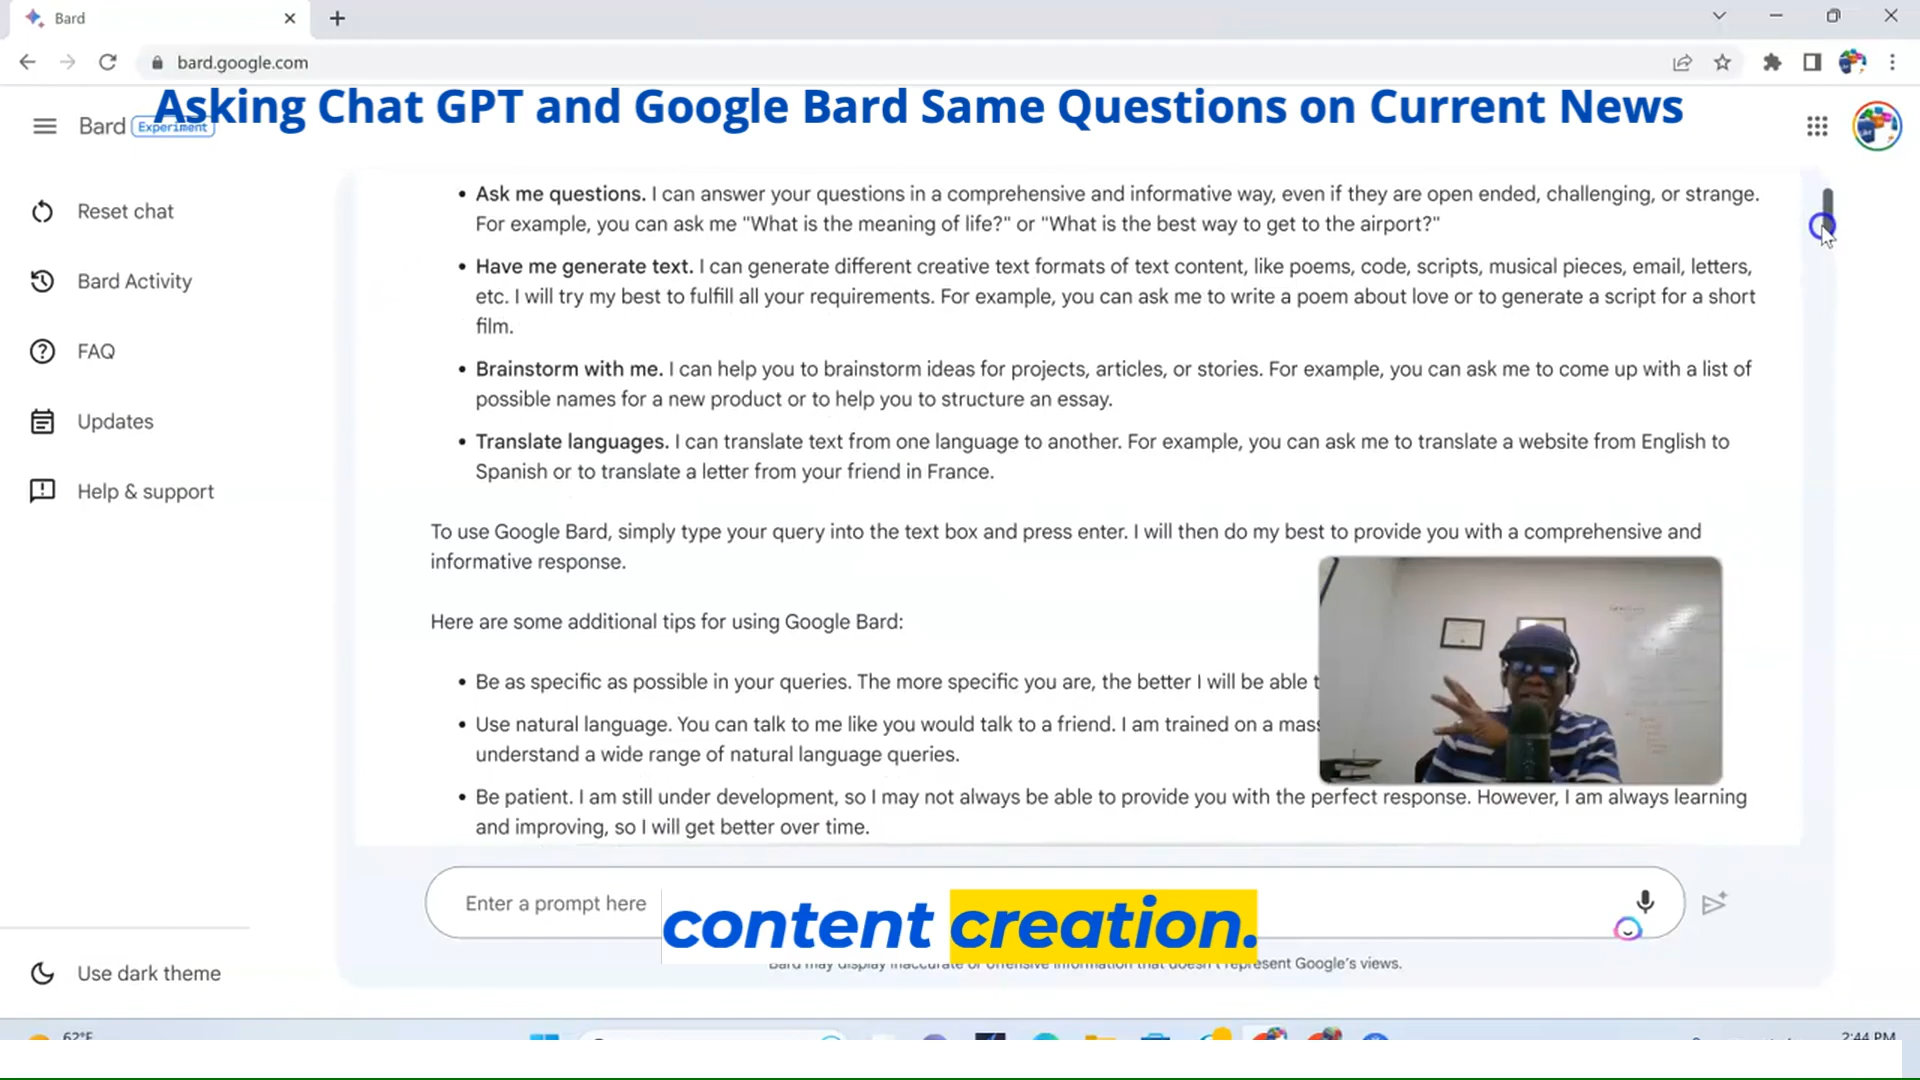 Bard
bard.google.com
Asking Chat GPT and Google Bard Same Questions on Current News
Bard Experiment
Reset chat
Bard Activity
FAQ
Updates
Help & support
Use dark theme
• Ask me questions. I can answer your questions in a comprehensive and informative way, even if they are open ended, challenging, or strange.
For example, you can ask me "What is the meaning of life?" or "What is the best way to get to the airport?"
• Have me generate text. I can generate different creative text formats of text content, like poems, code, scripts, musical pieces, email, letters,
etc. I will try my best to fulfill all your requirements. For example, you can ask me to write a poem about love or to generate a script for a short
film.
• Brainstorm with me. I can help you to brainstorm ideas for projects, articles, or stories. For example, you can ask me to come up with a list of
possible names for a new product or to help you to structure an essay.
• Translate languages. I can translate text from one language to another. For example, you can ask me to translate a website from English to
Spanish or to translate a letter from your friend in France.
To use Google Bard, simply type your query into the text box and press enter. I will then do my best to provide you with a comprehensive and
informative response.
Here are some additional tips for using Google Bard:
• Be as specific as possible in your queries. The more specific you are, the better I will be able
• Use natural language. You can talk to me like you would talk to a friend. I am trained on a
understand a wide range of natural language queries.
• Be patient. I am still under development, so I may not always be able to provide you with the perfect response. However, I am always learning
and improving, so I will get better over time.
Enter a prompt here
content creation.
Bard may display inaccurate or offensive information that doesn't represent Google's views.
62°F
2:44 PM